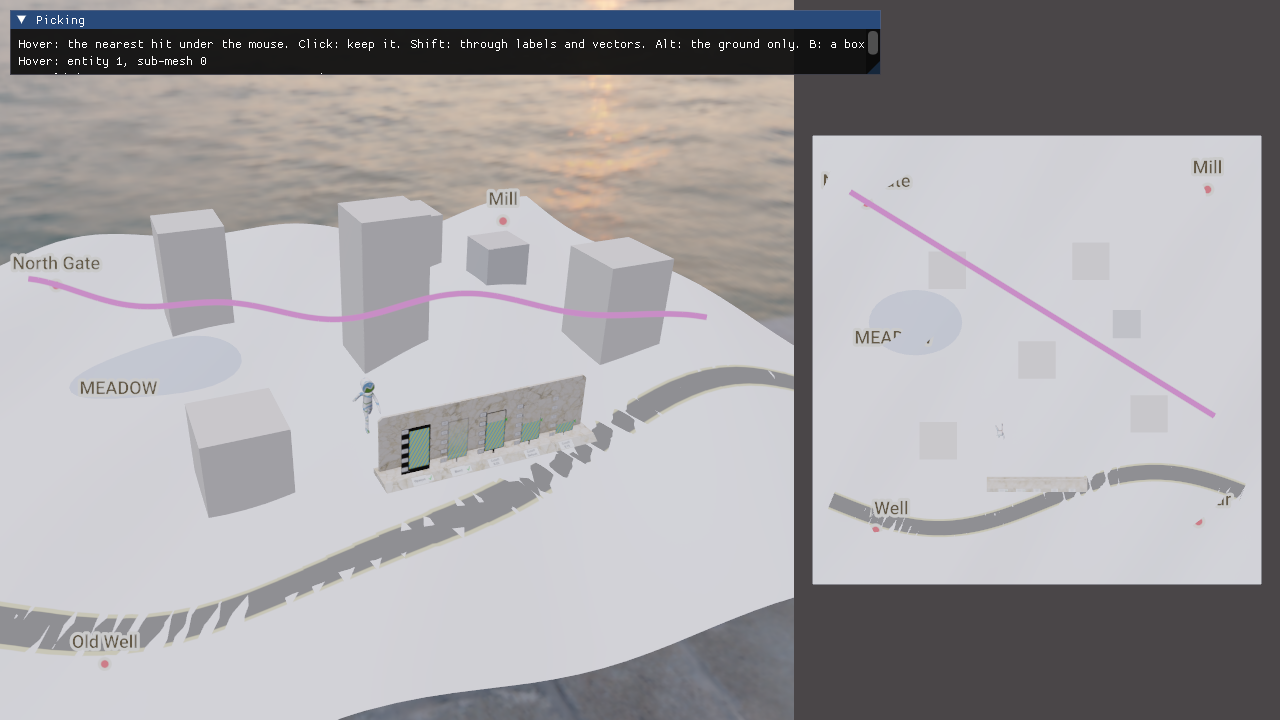 Picking
Hover: the nearest hit under the mouse. Click: keep it. Shift: through labels and vectors. Alt: the ground only. B: a box
Hover: entity 1, sub-mesh 0
Mill
North Gate
MEADOW
Old Well
Mill
Well